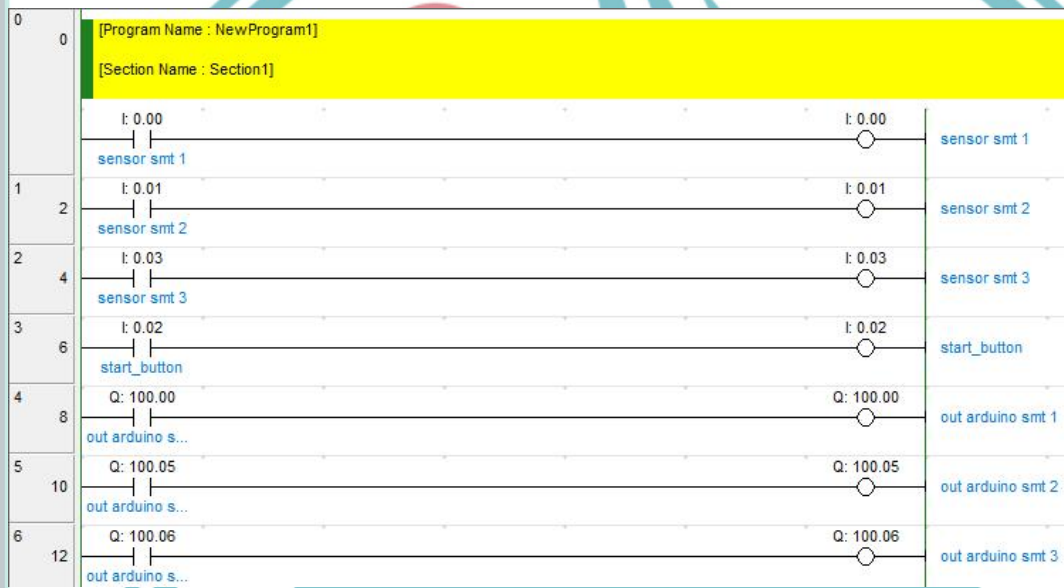 0
0
[Program Name : NewProgram1]
[Section Name : Section1]
I: 0.00 I: 0.00
sensor smt 1
sensor smt 1
1
I: 0.01 I: 0.01
2
sensor smt 2
sensor smt 2
2
I: 0.03 I: 0.03
4
sensor smt 3
sensor smt 3
3
I: 0.02 I: 0.02
6
start_button
start_button
4
Q: 100.00 Q: 100.00
8
out arduino smt 1
out arduino s...
5
Q: 100.05 Q: 100.05
10
out arduino smt 2
out arduino s...
6
Q: 100.06 Q: 100.06
12
out arduino smt 3
out arduino s...